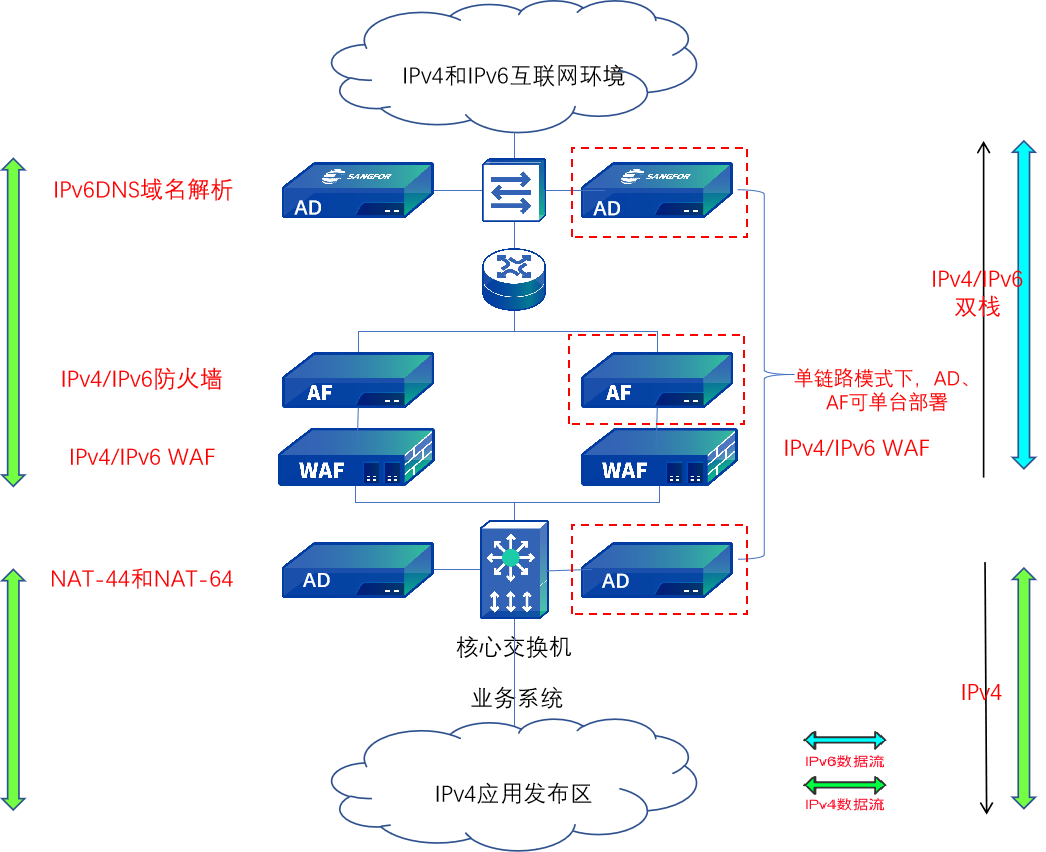 IPv4和IPv6互联网环境
IPv6DNS域名解析
SANGFOR
AD
SANGFOR
AD
IPv4/IPv6
双栈
IPv4/IPv6防火墙
AF
AF
单链路模式下，AD、
AF可单台部署
IPv4/IPv6 WAF
WAF
WAF
IPv4/IPv6 WAF
NAT-44和NAT-64
AD
AD
核心交换机
业务系统
IPv4
IPv6数据流
IPv4数据流
IPv4应用发布区